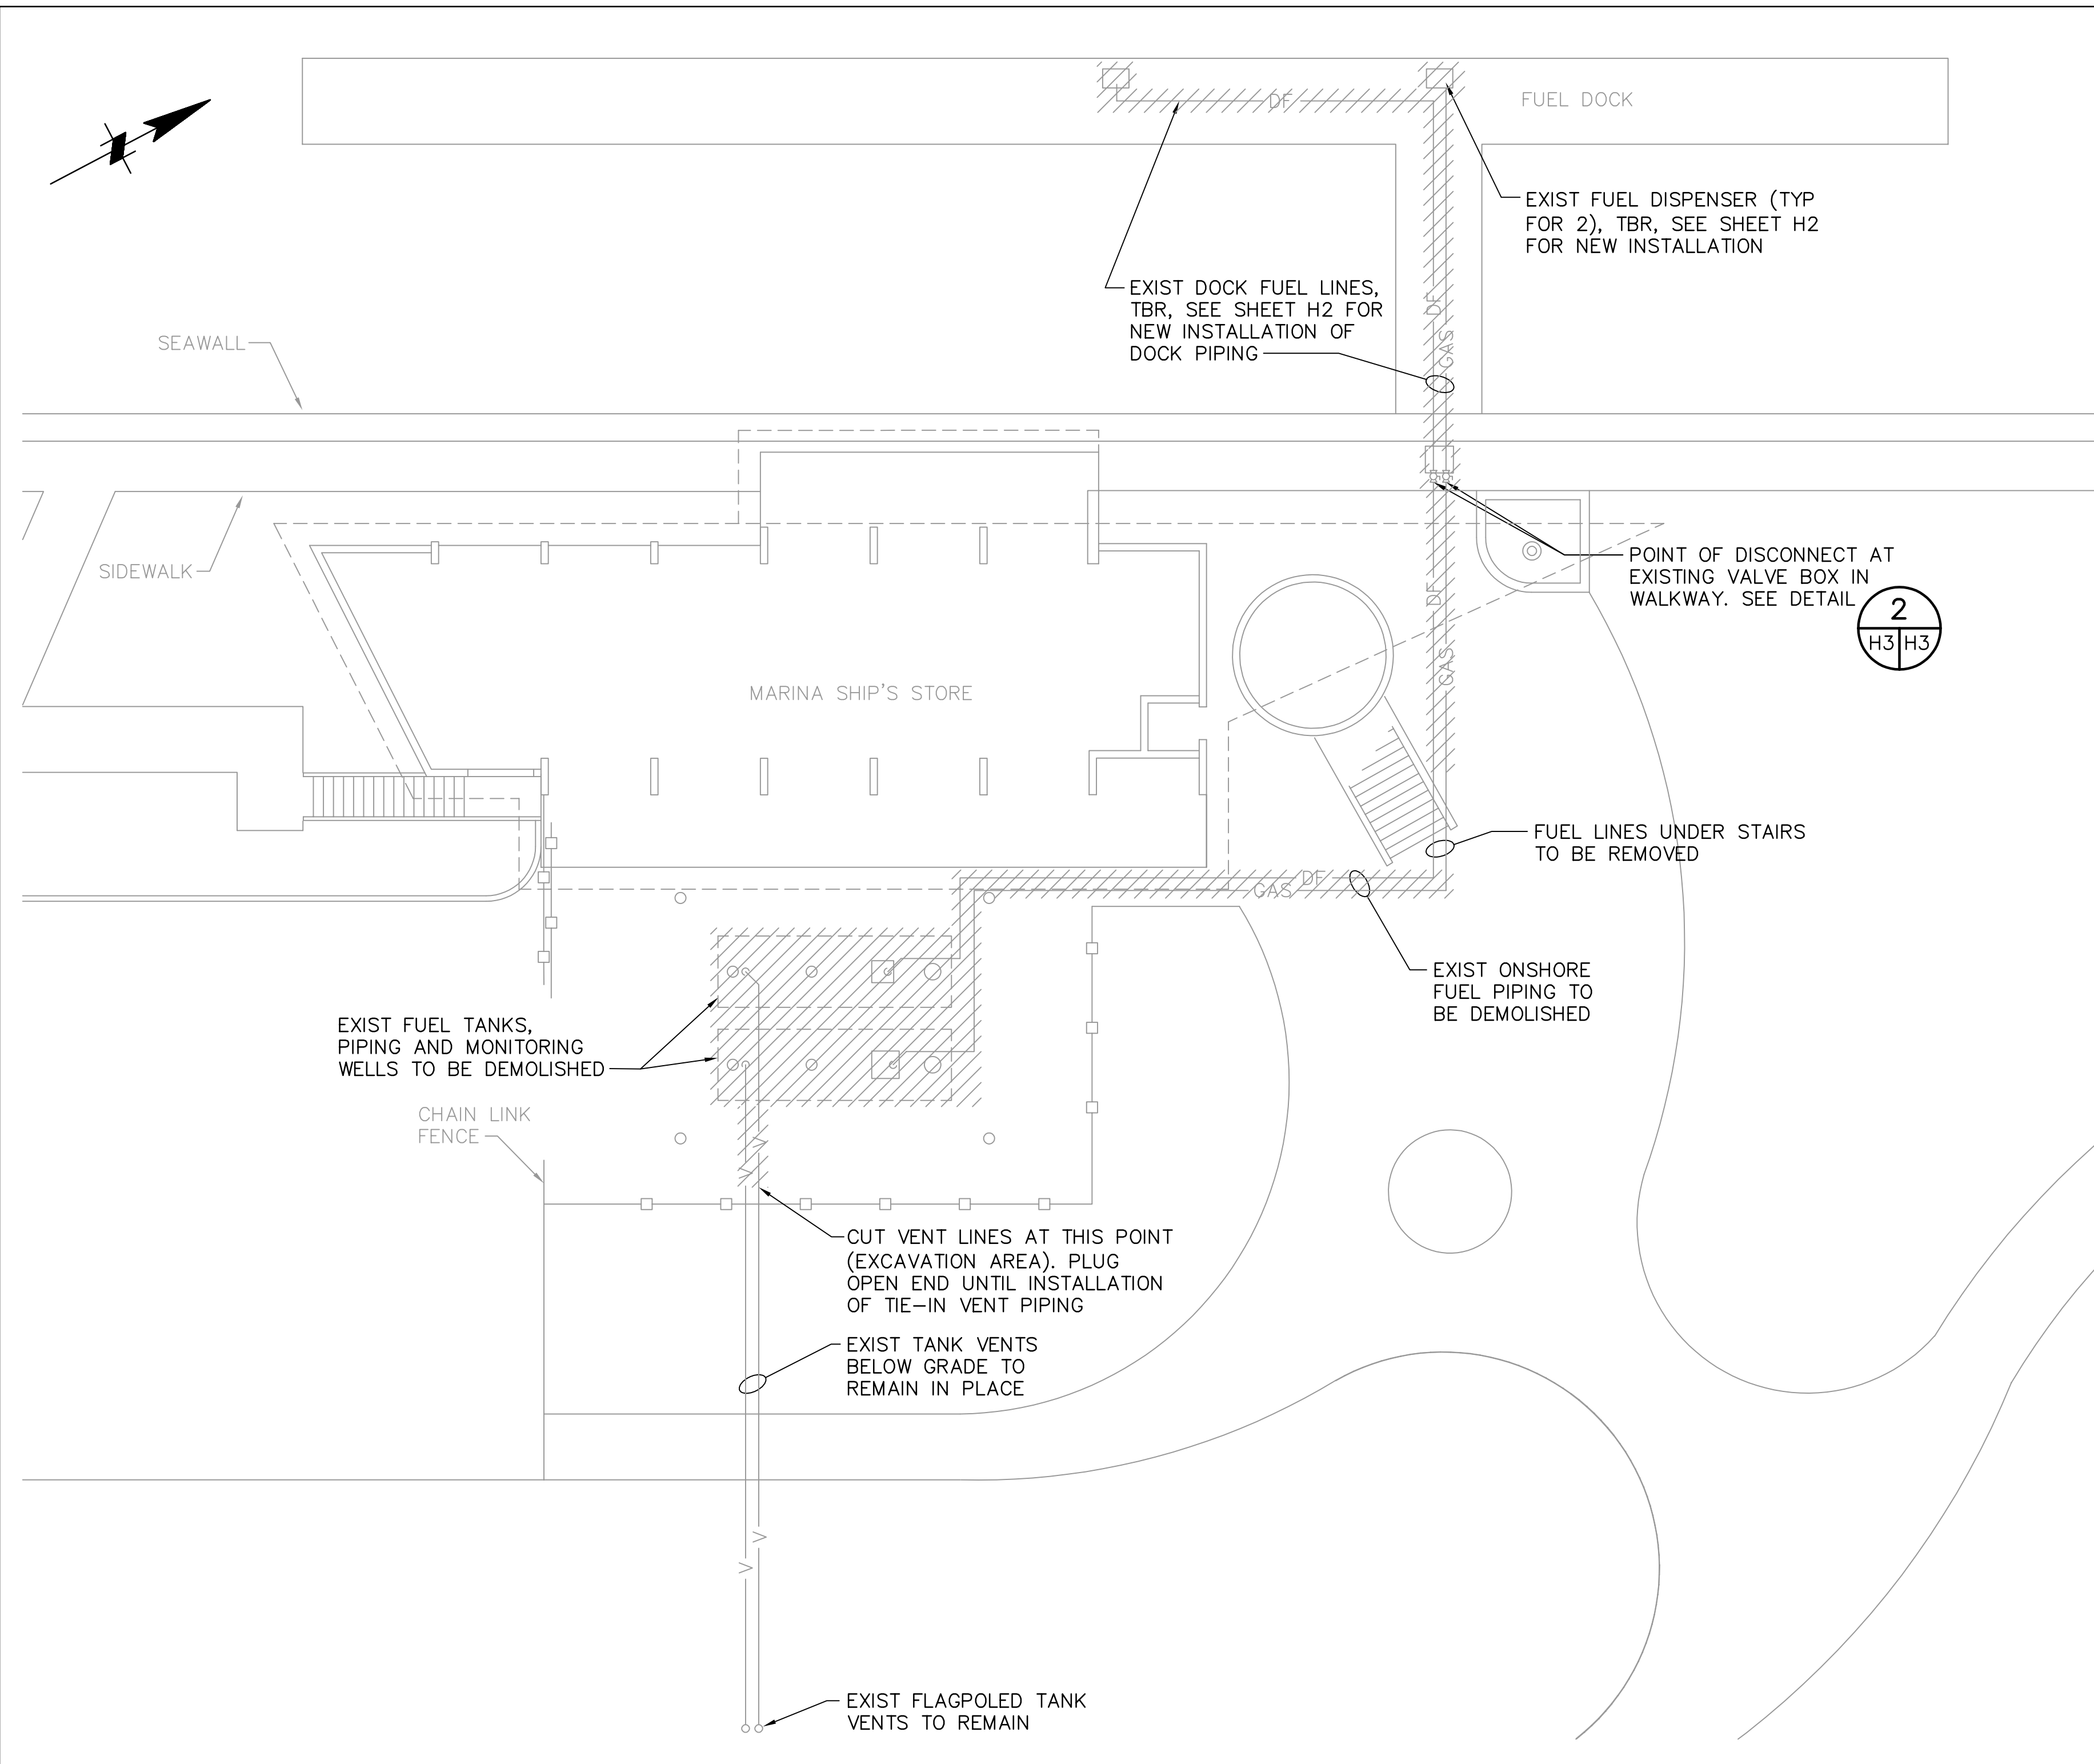 DF
FUEL DOCK
EXIST FUEL DISPENSER (TYP
FOR 2), TBR, SEE SHEET H2
FOR NEW INSTALLATION
EXIST DOCK FUEL LINES,
TBR, SEE SHEET H2 FOR
NEW INSTALLATION OF
DOCK PIPING
DF
GAS
SEAWALL
SIDEWALK
POINT OF DISCONNECT AT
EXISTING VALVE BOX IN
WALKWAY. SEE DETAIL
2
H3 H3
DF
GAS
MARINA SHIP'S STORE
FUEL LINES UNDER STAIRS
TO BE REMOVED
DF
GAS
EXIST ONSHORE
FUEL PIPING TO
BE DEMOLISHED
EXIST FUEL TANKS,
PIPING AND MONITORING
WELLS TO BE DEMOLISHED
CHAIN LINK
FENCE
V
V
CUT VENT LINES AT THIS POINT
(EXCAVATION AREA). PLUG
OPEN END UNTIL INSTALLATION
OF TIE-IN VENT PIPING
EXIST TANK VENTS
BELOW GRADE TO
REMAIN IN PLACE
V
V
EXIST FLAGPOLED TANK
VENTS TO REMAIN